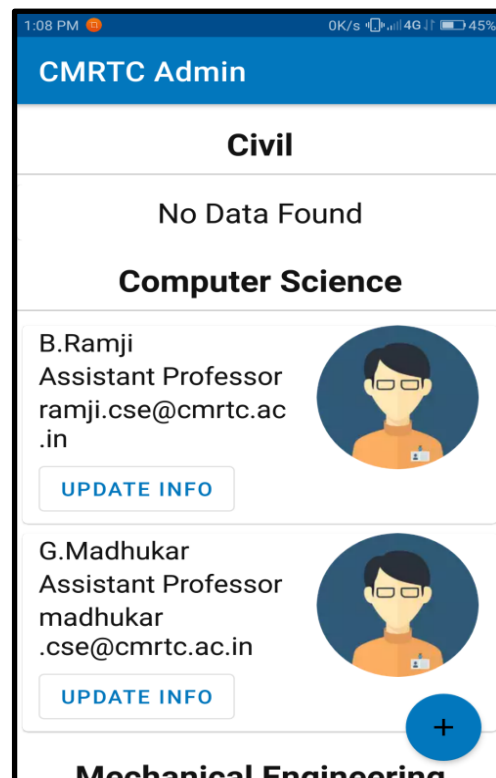 1:08 PM 0K/s 4G 45%
CMRTC Admin
Civil
No Data Found
Computer Science
B.Ramji
Assistant Professor
ramji.cse@cmrtc.ac
.in
UPDATE INFO
G.Madhukar
Assistant Professor
madhukar
.cse@cmrtc.ac.in
UPDATE INFO
+
Mechanical Engineering